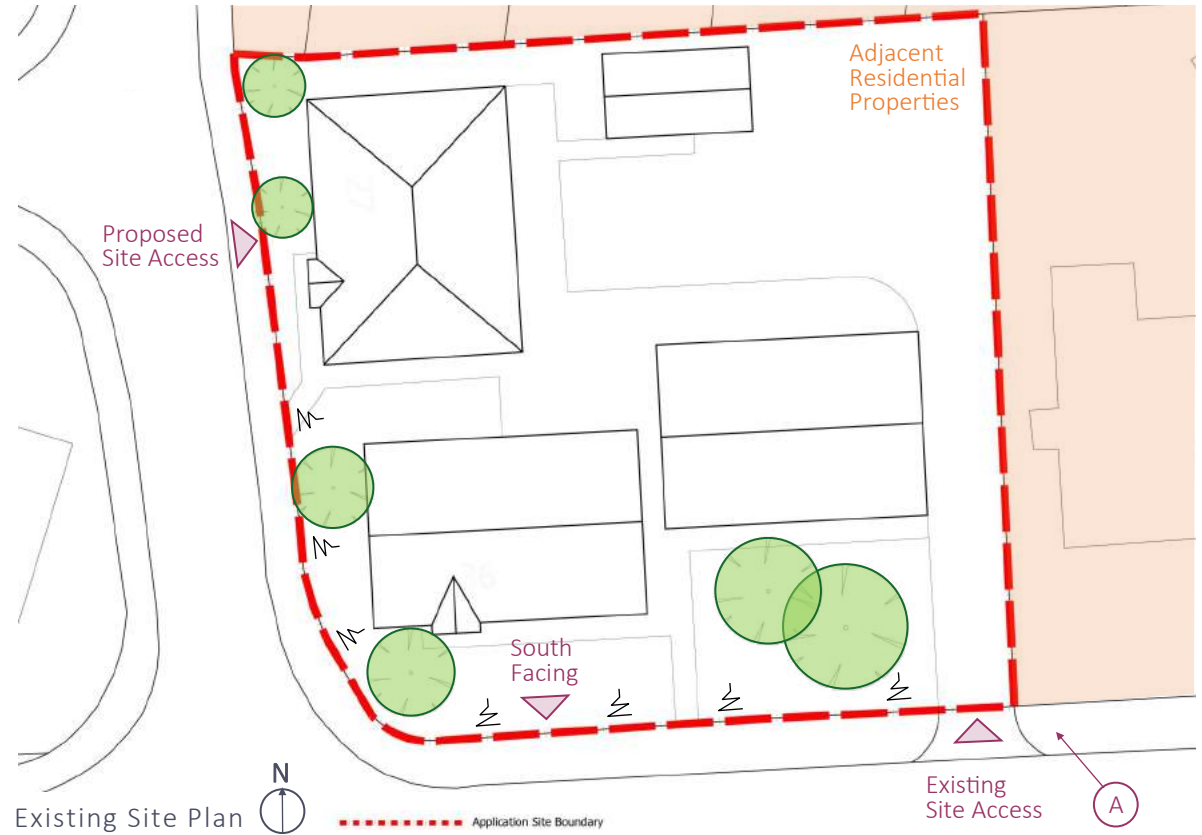 Adjacent
Residential
Properties
Proposed
Site Access
South
Facing
Existing
Site Access
A
N
Existing Site Plan
Application Site Boundary